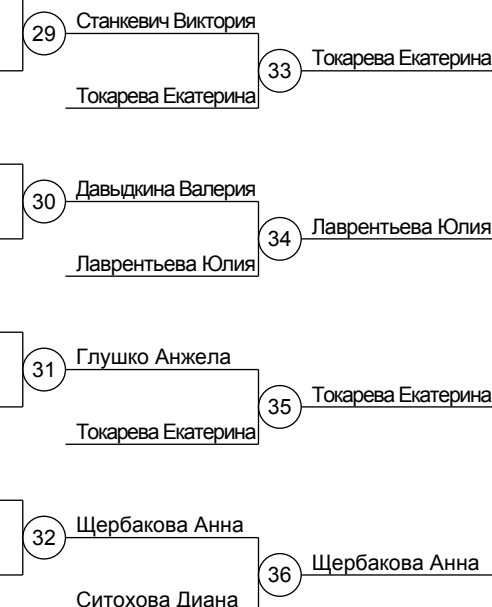 29
Станкевич Виктория
33
Токарева Екатерина
Токарева Екатерина
30
Давыдкина Валерия
34
Лаврентьева Юлия
Лаврентьева Юлия
31
Глушко Анжела
35
Токарева Екатерина
Токарева Екатерина
32
Щербакова Анна
36
Щербакова Анна
Ситохова Диана